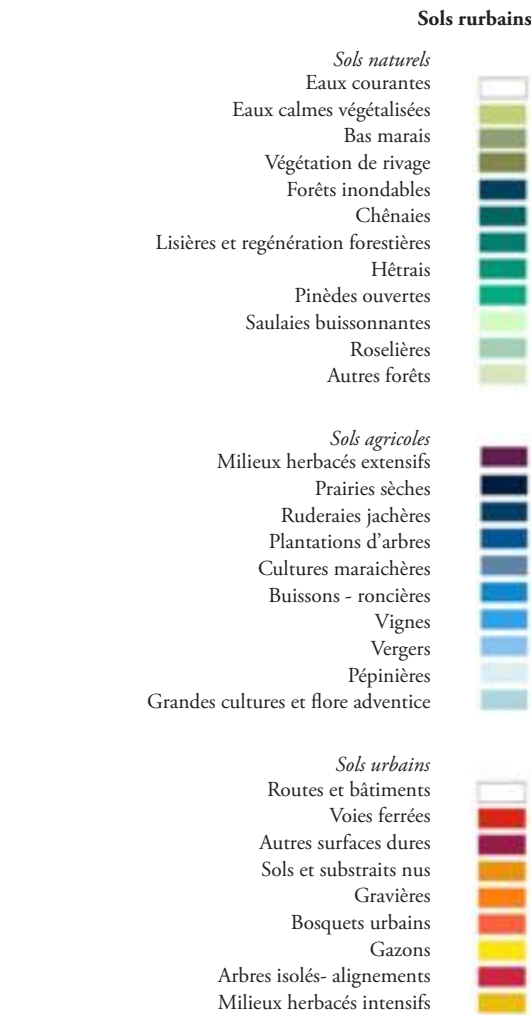 Sols rurbains
Sols naturels
Eaux courantes
Eaux calmes végétalisées
Bas marais
Végétation de rivage
Forêts inondables
Chênaies
Lisières et regénération forestières
Hêtrais
Pinèdes ouvertes
Saulaies buissonnantes
Roselières
Autres forêts
Sols agricoles
Milieux herbacés extensifs
Prairies sèches
Ruderaies jachères
Plantations d'arbres
Cultures maraichères
Buissons - roncières
Vignes
Vergers
Pépinières
Grandes cultures et flore adventice
Sols urbains
Routes et bâtiments
Voies ferrées
Autres surfaces dures
Sols et substraits nus
Gravières
Bosquets urbains
Gazons
Arbres isolés- alignements
Milieux herbacés intensifs